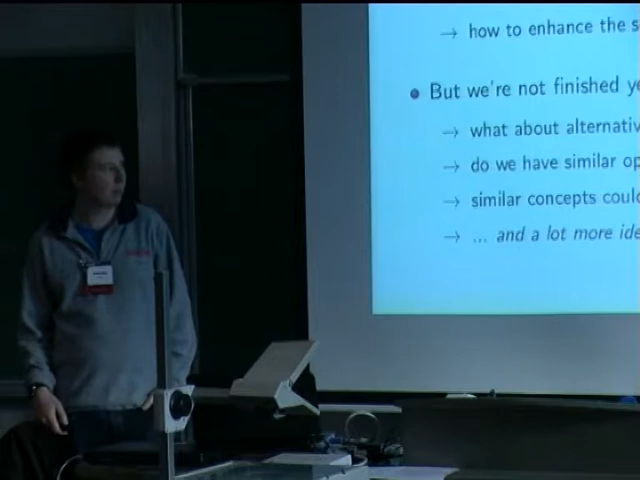 → how to enhance the s
But we're not finished ye
→ what about alternativ
→ do we have similar op
→ similar concepts coul
→ ... and a lot more ide